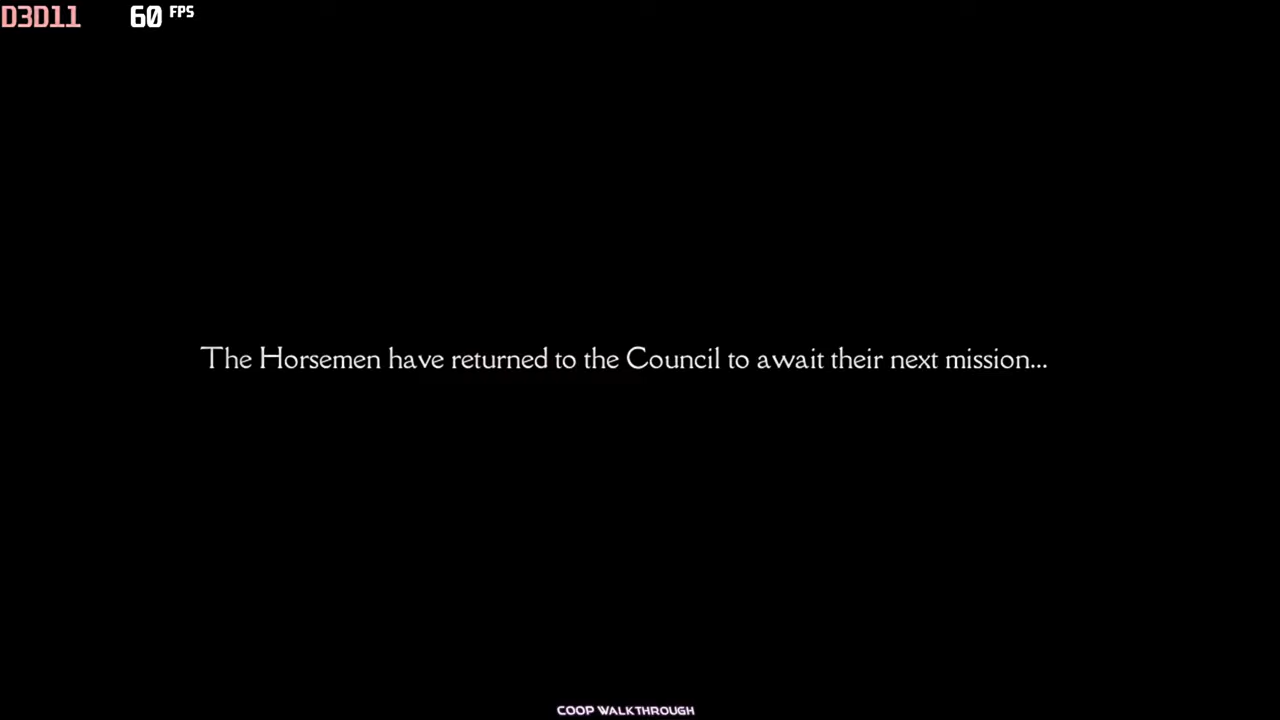 D3D11 60 FPS
The Horsemen have returned to the Council to await their next mission...
COOP WALKTHROUGH